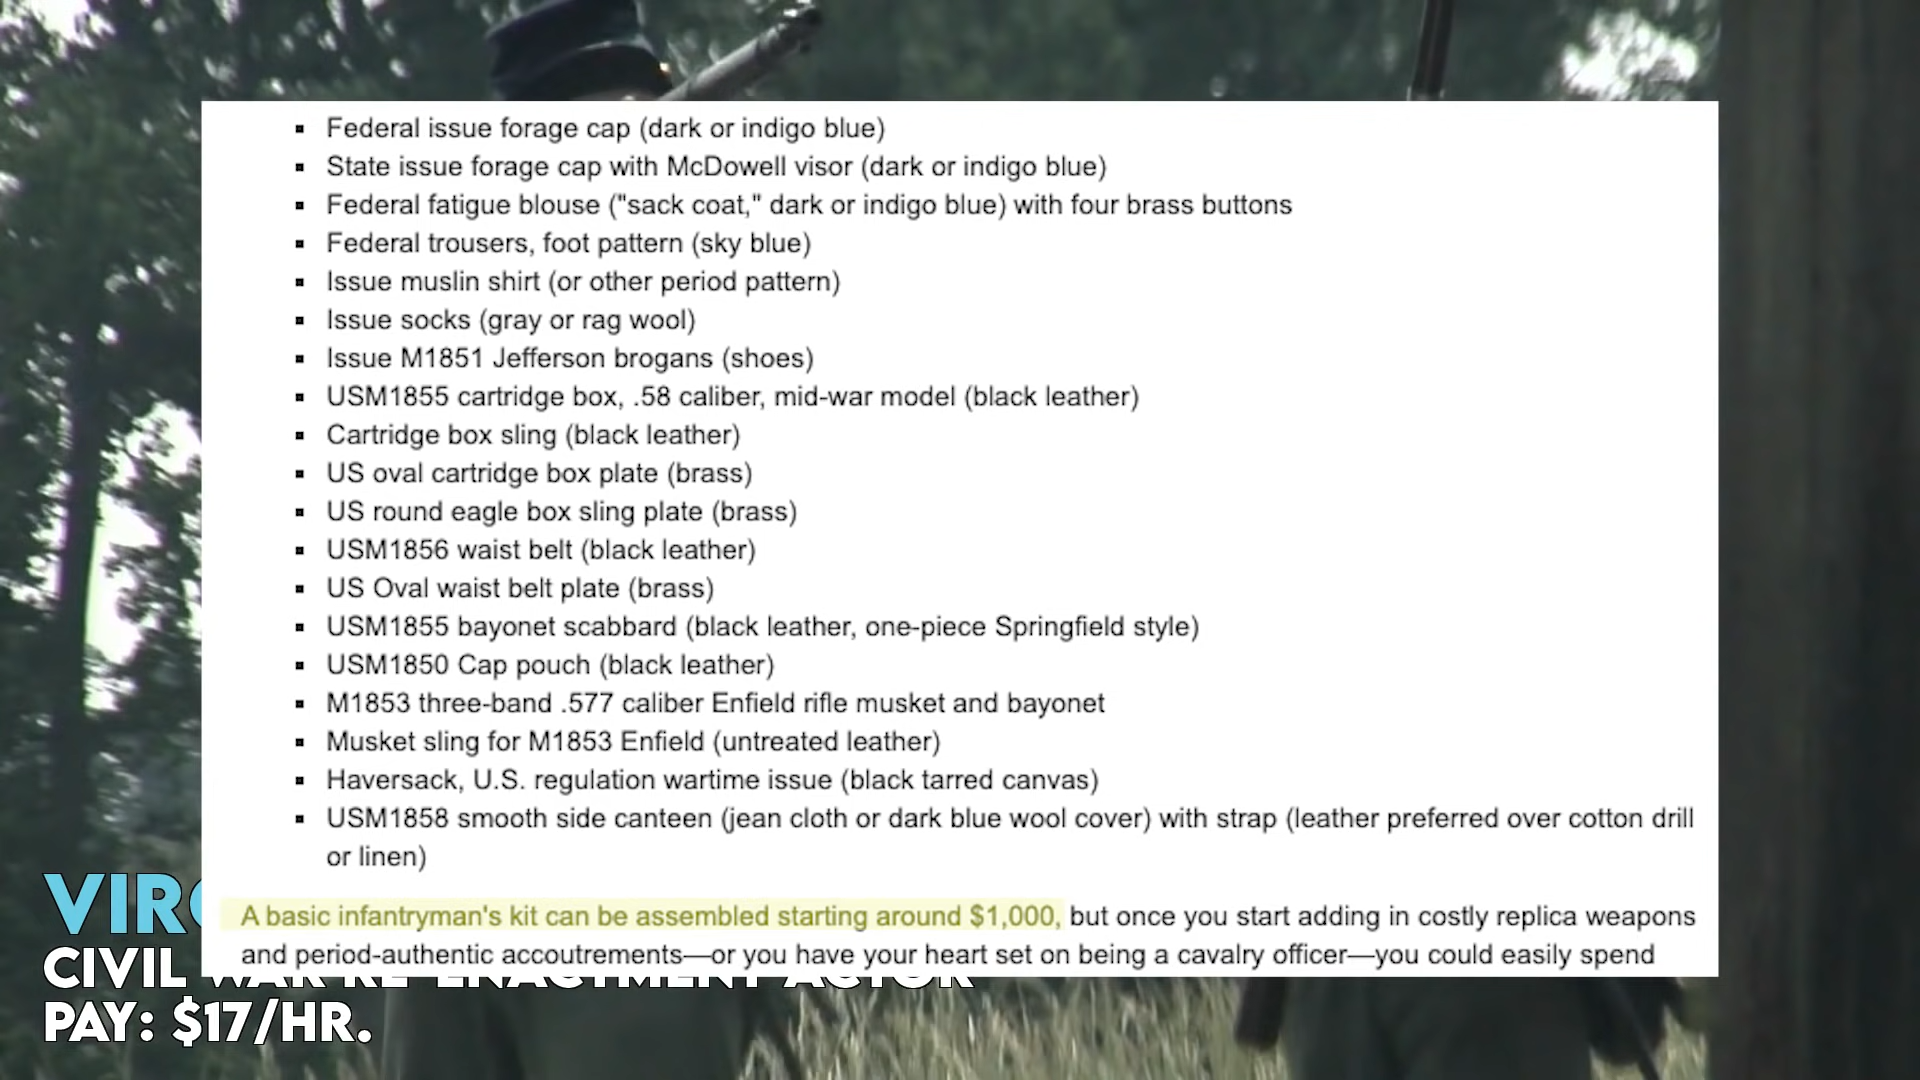 Federal issue forage cap (dark or indigo blue)
State issue forage cap with McDowell visor (dark or indigo blue)
Federal fatigue blouse ("sack coat," dark or indigo blue) with four brass buttons
Federal trousers, foot pattern (sky blue)
Issue muslin shirt (or other period pattern)
Issue socks (gray or rag wool)
Issue M1851 Jefferson brogans (shoes)
USM1855 cartridge box, .58 caliber, mid-war model (black leather)
Cartridge box sling (black leather)
US oval cartridge box plate (brass)
US round eagle box sling plate (brass)
USM1856 waist belt (black leather)
US Oval waist belt plate (brass)
USM1855 bayonet scabbard (black leather, one-piece Springfield style)
USM1850 Cap pouch (black leather)
M1853 three-band .577 caliber Enfield rifle musket and bayonet
Musket sling for M1853 Enfield (untreated leather)
Haversack, U.S. regulation wartime issue (black tarred canvas)
USM1858 smooth side canteen (jean cloth or dark blue wool cover) with strap (leather preferred over cotton drill
or linen)
A basic infantryman's kit can be assembled starting around $1,000, but once you start adding in costly replica weapons
and period-authentic accoutrements—or you have your heart set on being a cavalry officer—you could easily spend
CIVIL WAR RE-ENACTMENT ACTOR
PAY: $17/HR.